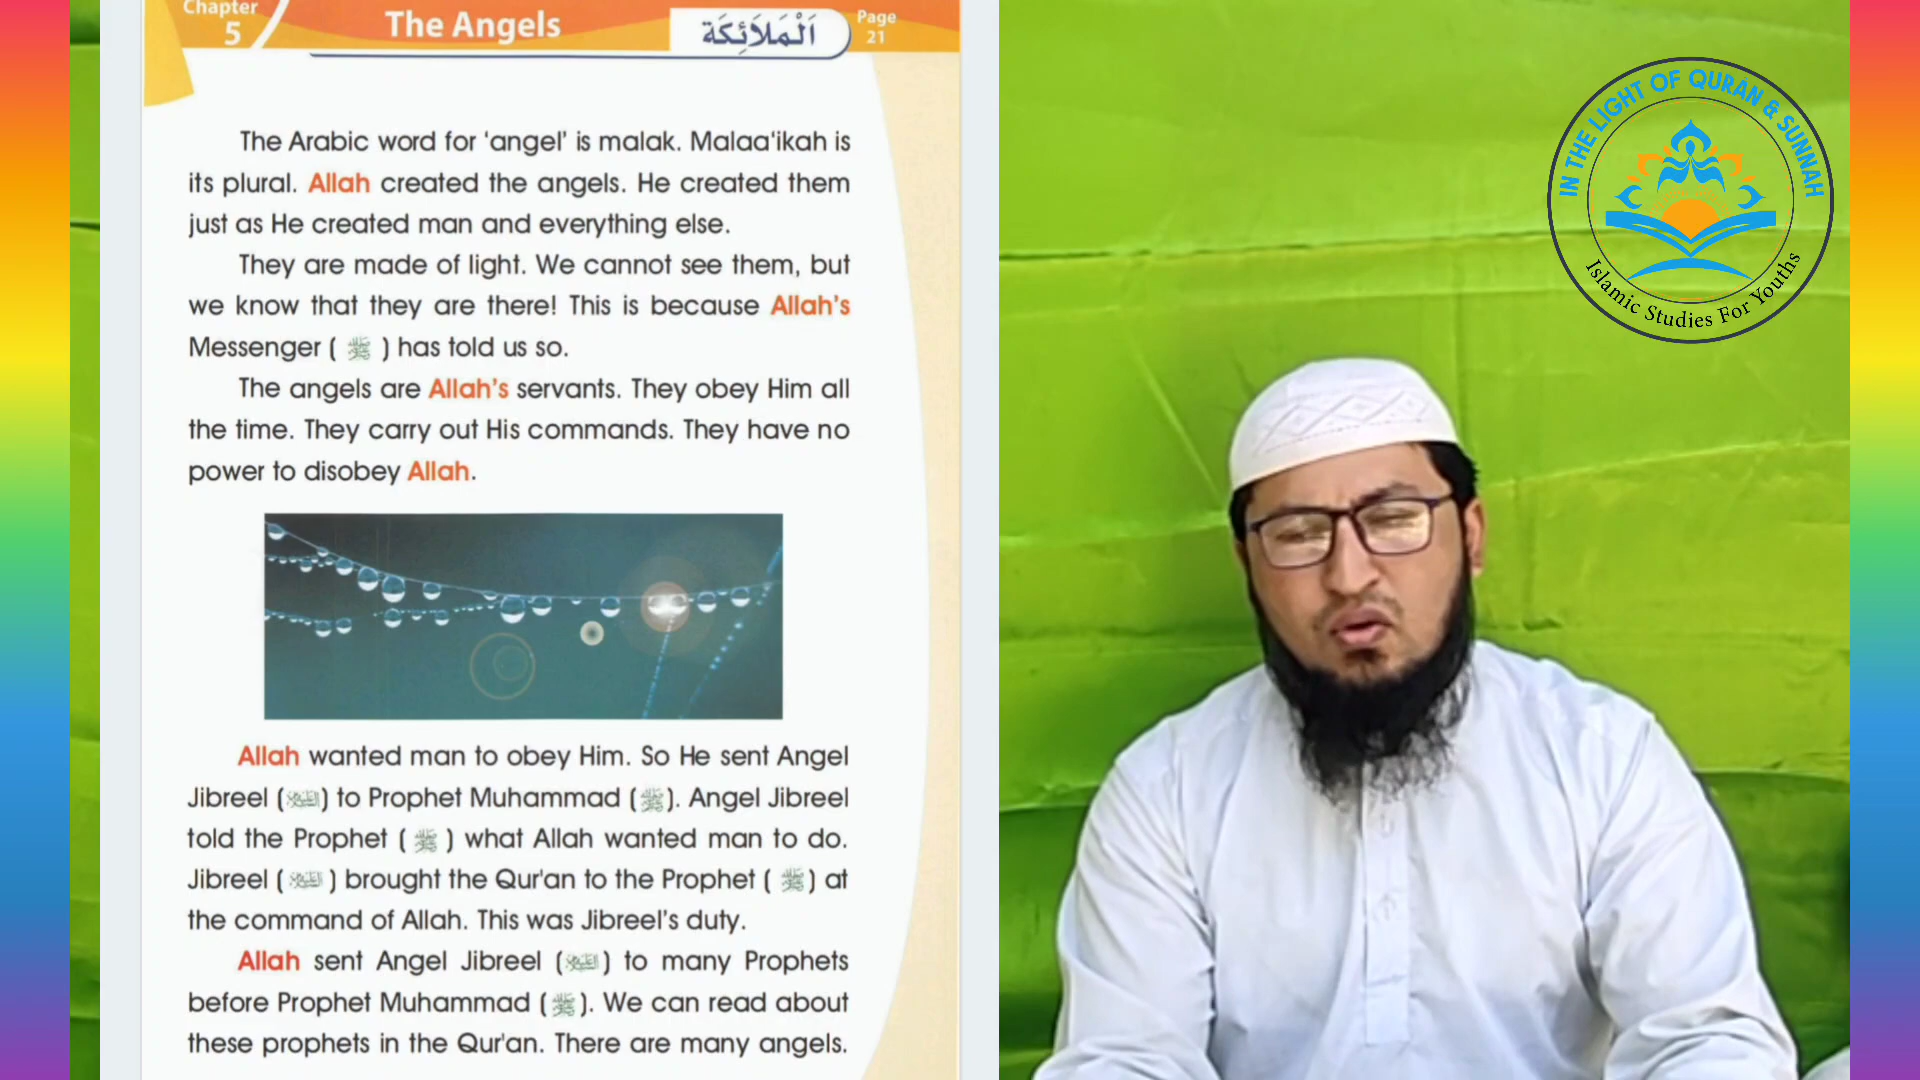 Chapter
5
The Angels
اَلْمَلَائِكَة
Page
21
The Arabic word for ‘angel’ is malak. Malaa'ikah is
its plural. Allah created the angels. He created them
just as He created man and everything else.
They are made of light. We cannot see them, but
we know that they are there! This is because Allah’s
Messenger ( ﷺ ) has told us so.
The angels are Allah’s servants. They obey Him all
the time. They carry out His commands. They have no
power to disobey Allah.
Allah wanted man to obey Him. So He sent Angel
Jibreel () to Prophet Muhammad (ﷺ). Angel Jibreel
told the Prophet ( ﷺ ) what Allah wanted man to do.
Jibreel ( ) brought the Qur'an to the Prophet ( ﷺ ) at
the command of Allah. This was Jibreel’s duty.
Allah sent Angel Jibreel () to many Prophets
before Prophet Muhammad (ﷺ). We can read about
these prophets in the Qur'an. There are many angels.
IN THE LIGHT OF QURAN & SUNNAH
Islamic Studies For Youths